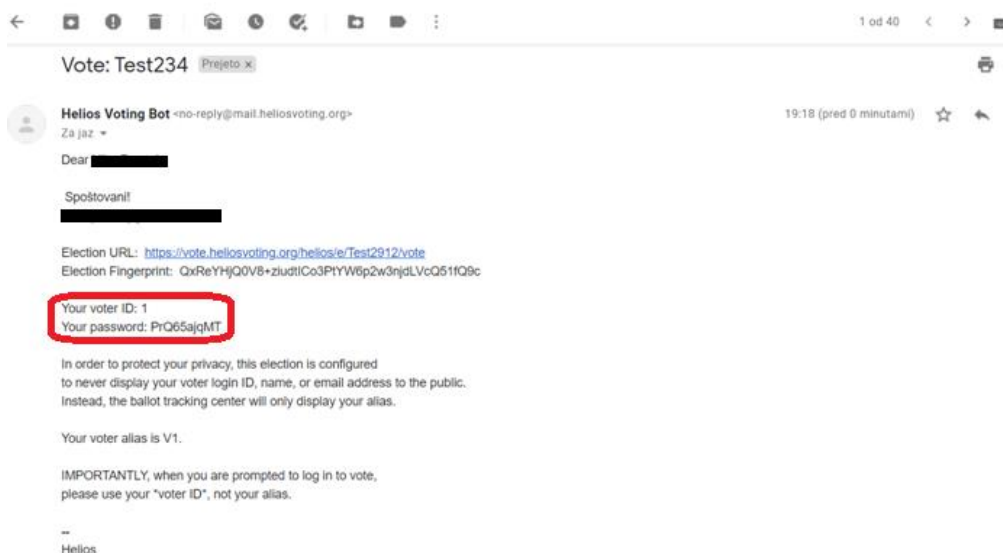 1 od 40
Vote: Test234 Prejeto x
Helios Voting Bot <no-reply@mail.heliosvoting.org>
19:18 (pred 0 minutami)
Za jaz
Dear
Spoštovani!
Election URL: https://vote.heliosvoting.org/helios/e/Test2912/vote
Election Fingerprint: QxReYHjQ0V8+ziudtlCo3PtYW6p2w3njdLVcQ51fQ9c
Your voter ID: 1
Your password: PrQ65ajqMT
In order to protect your privacy, this election is configured
to never display your voter login ID, name, or email address to the public.
Instead, the ballot tracking center will only display your alias.
Your voter alias is V1.
IMPORTANTLY, when you are prompted to log in to vote,
please use your "voter ID", not your alias.
--
Helios